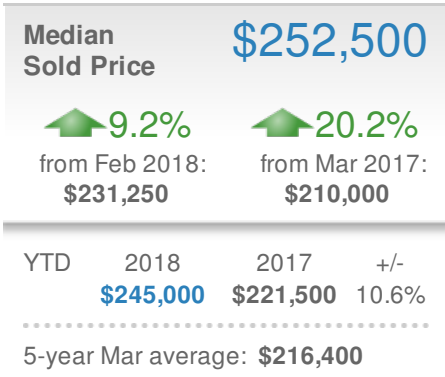 Median $252,500
Sold Price
9.2% 20.2%
from Feb 2018: from Mar 2017:
$231,250 $210,000
YTD 2018 2017 +/-
$245,000 $221,500 10.6%
5-year Mar average: $216,400